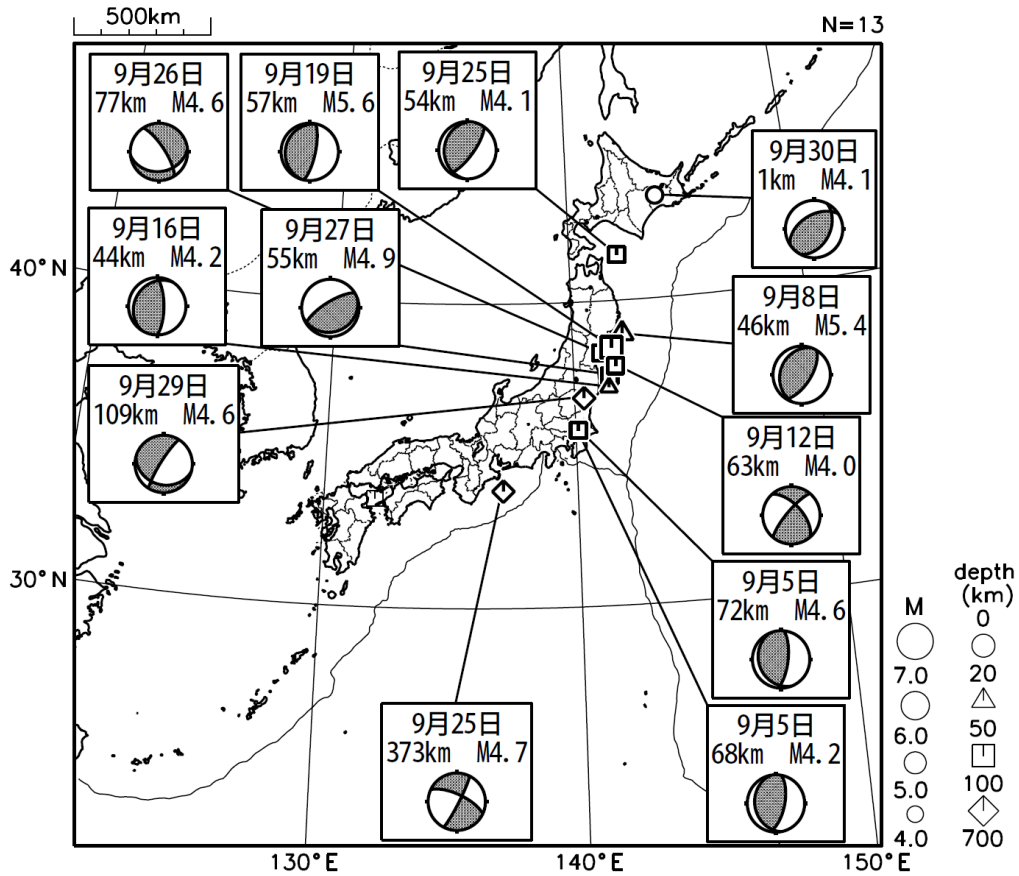 500km
N=13
9月26日
77km M4.6
9月19日
57km M5.6
9月25日
54km M4.1
9月30日
1km M4.1
9月16日
44km M4.2
9月27日
55km M4.9
40°N
9月8日
46km M5.4
9月29日
109km M4.6
9月12日
63km M4.0
30°N
9月5日
72km M4.6
9月25日
373km M4.7
9月5日
68km M4.2
M
7.0
6.0
5.0
4.0
depth
(km)
0
20
50
100
700
130°E
140°E
150°E